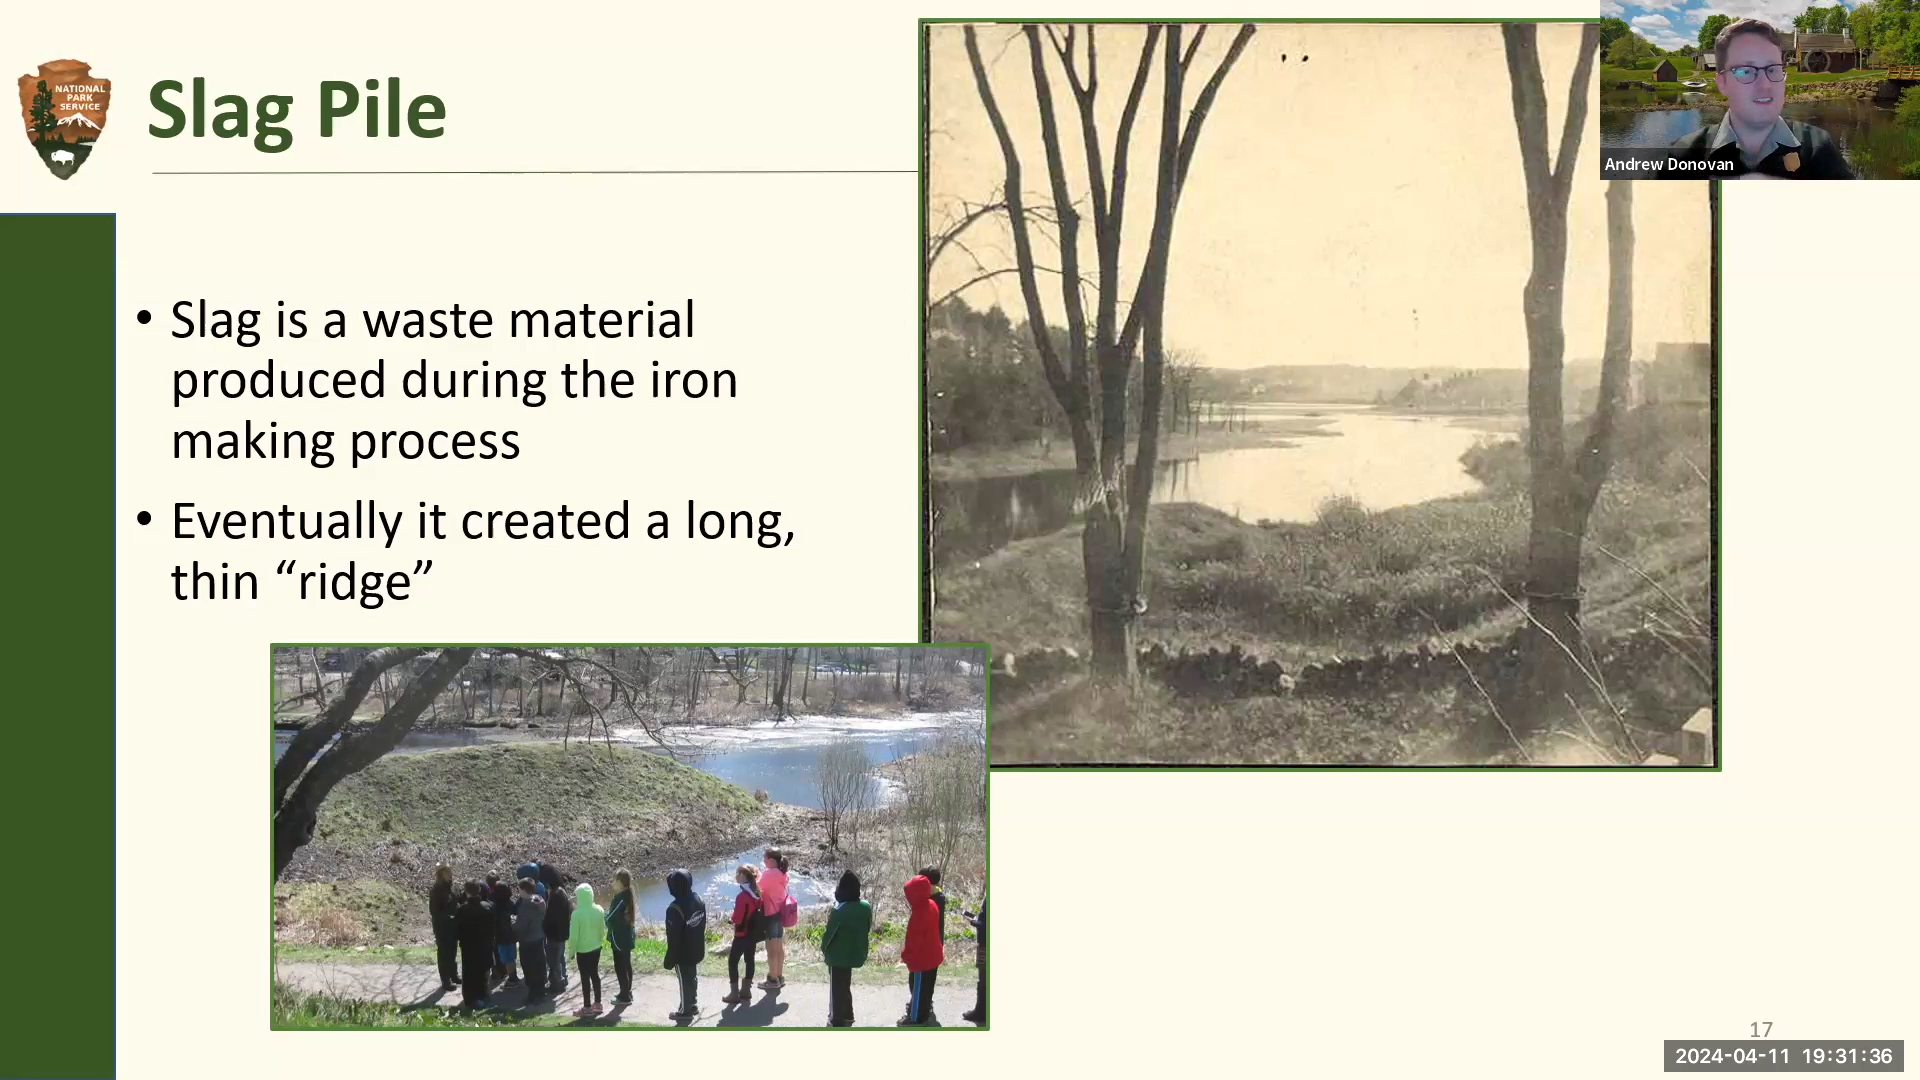 NATIONAL
PARK
SERVICE
Slag Pile
Andrew Donovan
• Slag is a waste material
produced during the iron
making process
• Eventually it created a long,
thin “ridge”
17
2024-04-11 19:31:36